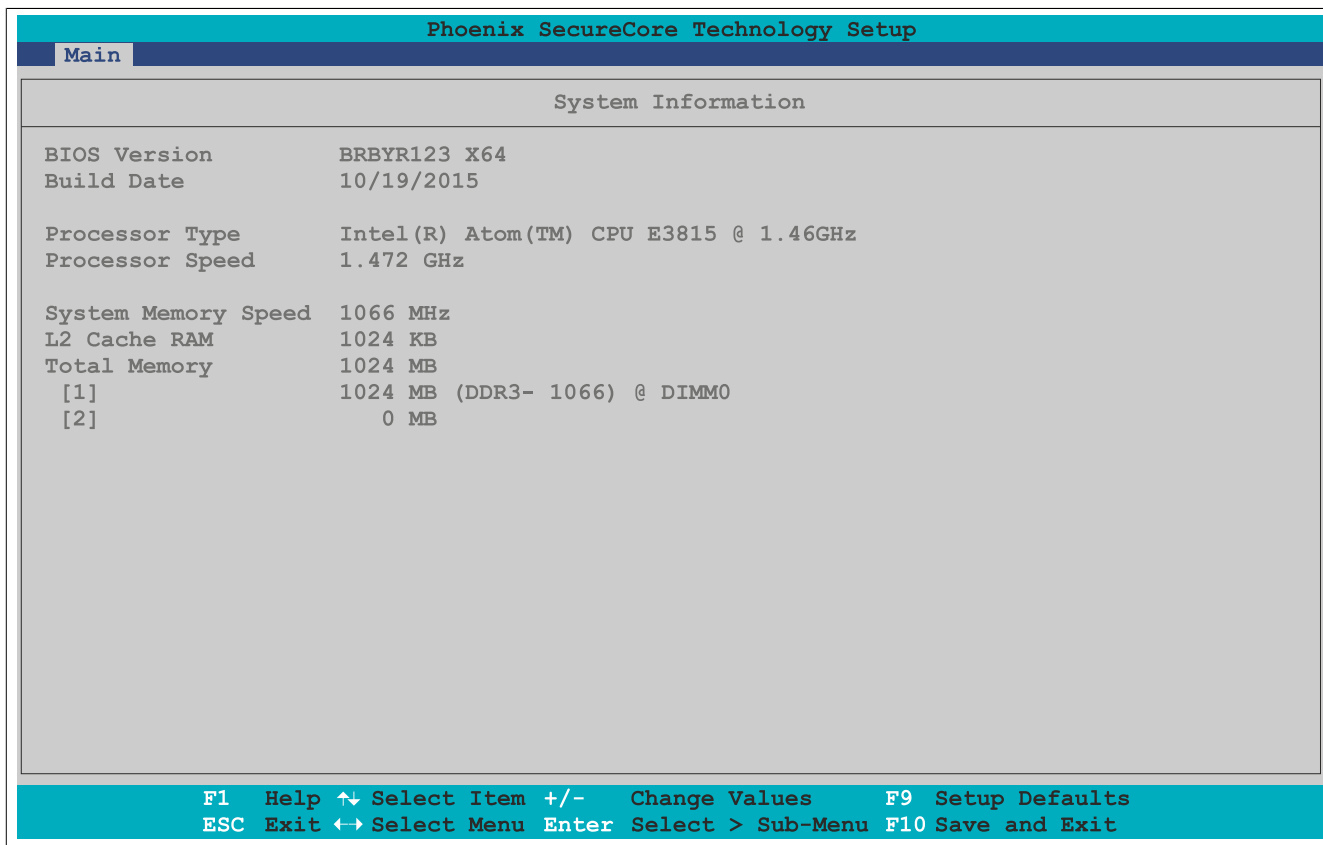 Phoenix SecureCore Technology Setup
Main
System Information
BIOS Version BRBYR123 X64
Build Date 10/19/2015
Processor Type Intel(R) Atom(TM) CPU E3815 @ 1.46GHz
Processor Speed 1.472 GHz
System Memory Speed 1066 MHz
L2 Cache RAM 1024 KB
Total Memory 1024 MB
[1] 1024 MB (DDR3- 1066) @ DIMM0
[2] 0 MB
F1 Help ↑↓ Select Item +/- Change Values F9 Setup Defaults
ESC Exit ↔ Select Menu Enter Select > Sub-Menu F10 Save and Exit